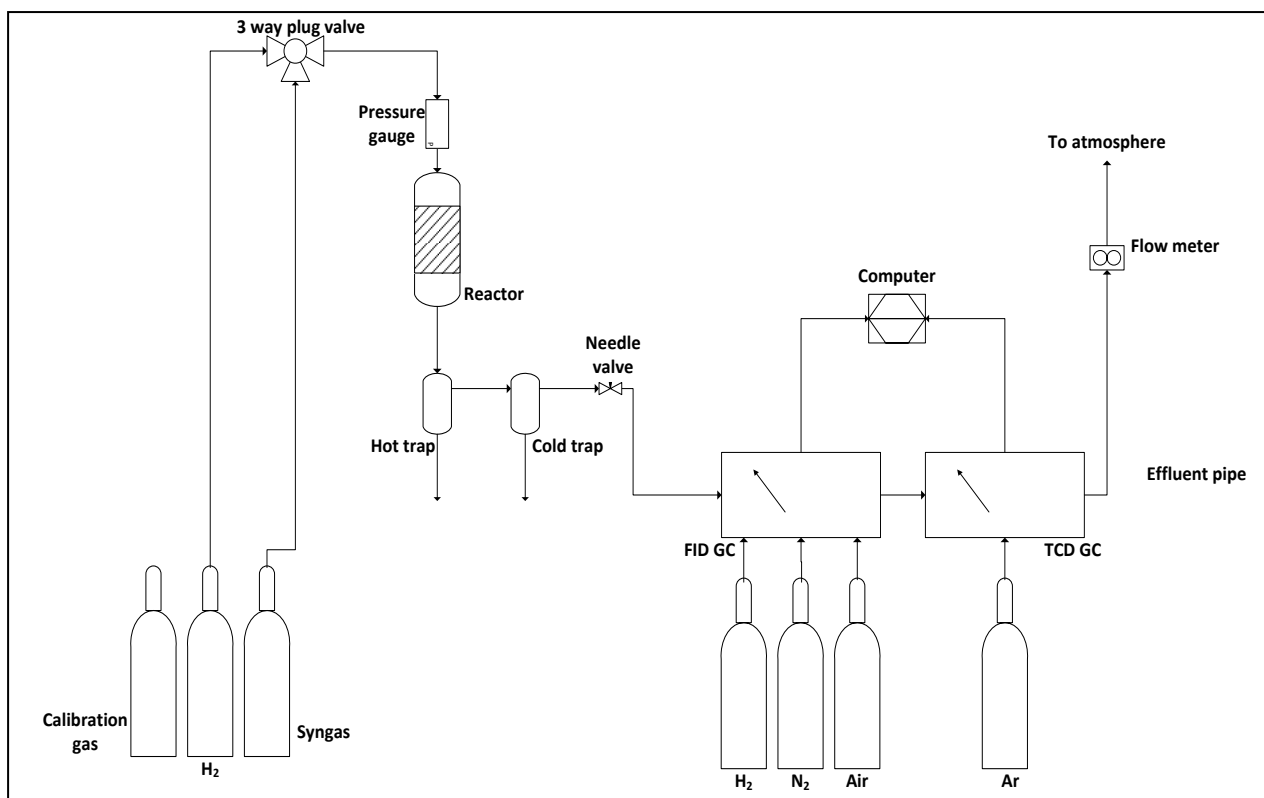 3 way plug valve
Pressure
gauge
P
To atmosphere
Flow meter
Computer
Reactor
Needle
valve
Hot trap
Cold trap
Effluent pipe
FID GC
TCD GC
Calibration
gas
Syngas
H₂
H₂
N₂
Air
Ar